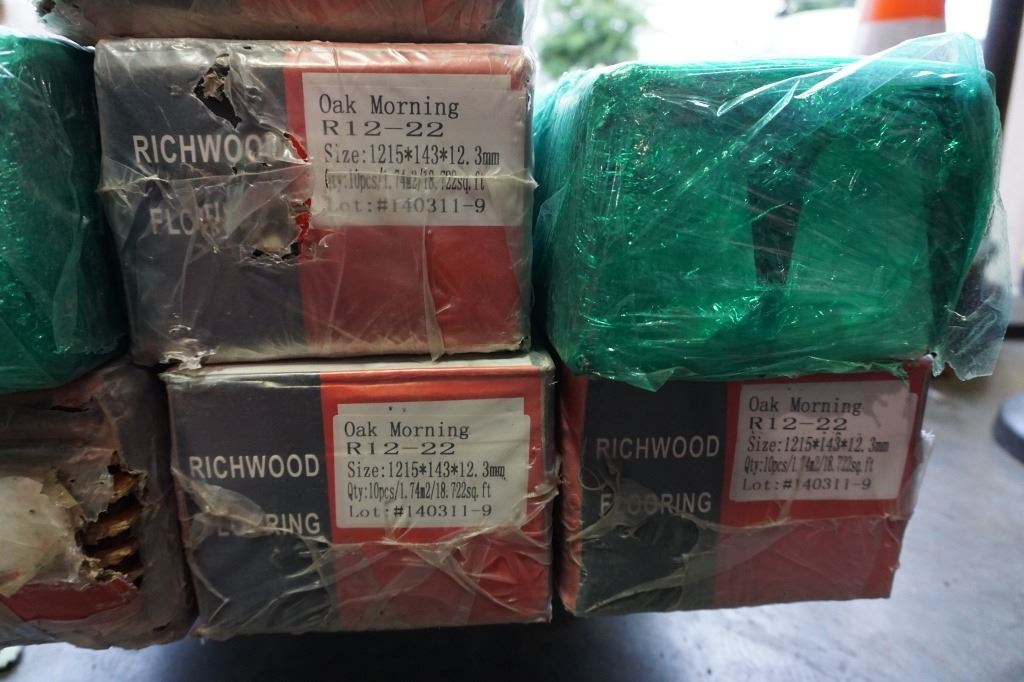 RICHWOOD
FLOORING
Oak Morning
R12-22
Size:1215*143*12.3mm
Qty:10pcs/1.74m2/18.722sq.ft
Lot:#140311-9
RICHWOOD
FLOORING
Oak Morning
R12-22
Size:1215*143*12.3mm
Qty:10pcs/1.74m2/18.722sq.ft
Lot:#140311-9
RICHWOOD
FLOORING
Oak Morning
R12-22
Size:1215*143*12.3mm
Qty:10pcs/1.74m2/18.722sq.ft
Lot:#140311-9